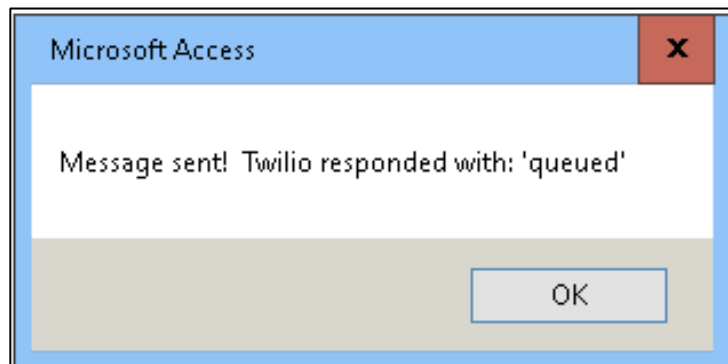 Microsoft Access
x
Message sent!  Twilio responded with: 'queued'
OK